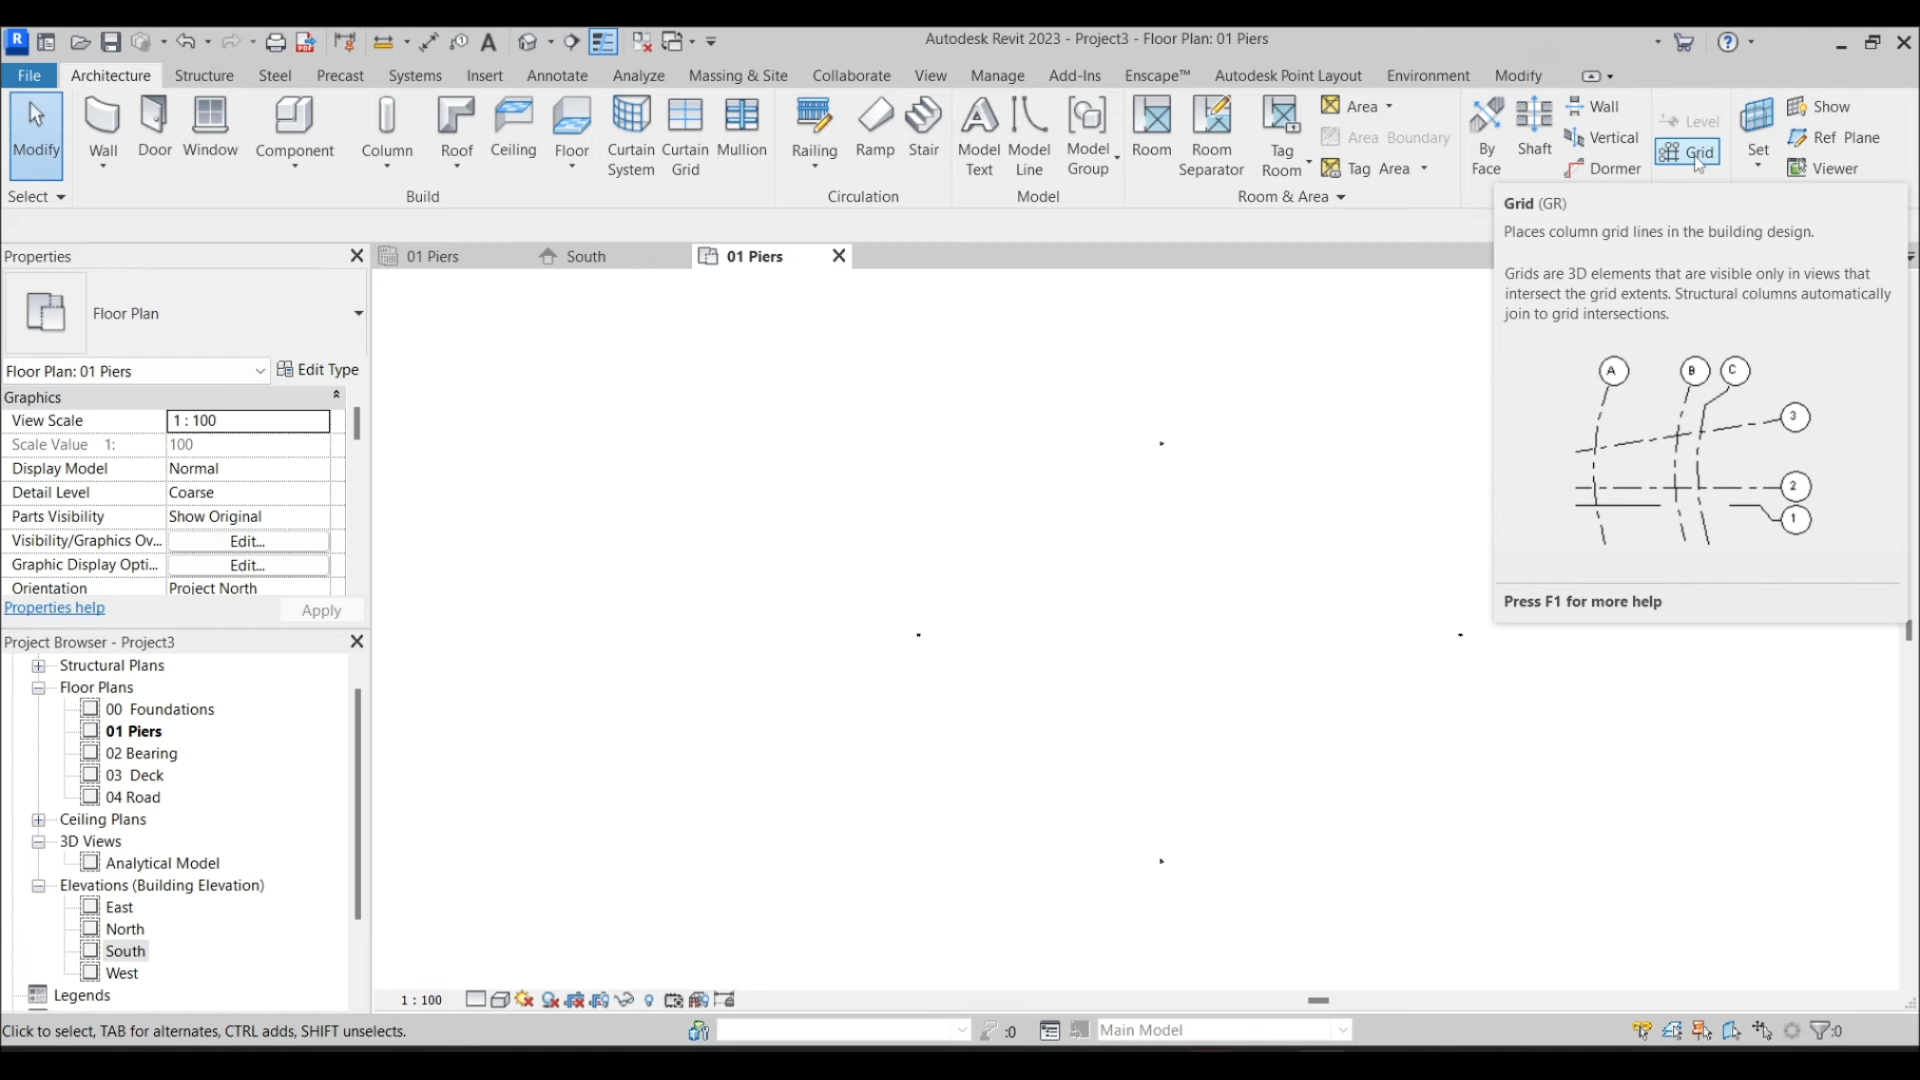 R
Autodesk Revit 2023 - Project3 - Floor Plan: 01 Piers
File Architecture Structure Steel Precast Systems Insert Annotate Analyze Massing & Site Collaborate View Manage Add-Ins Enscape™ Autodesk Point Layout Environment Modify
Modify
Wall
Door
Window
Component
Column
Roof
Ceiling
Floor
Curtain
System
Curtain
Grid
Mullion
Railing
Ramp
Stair
Model
Text
Model
Line
Model
Group
Room
Room
Separator
Tag
Room
Area
Area Boundary
Tag Area
By
Face
Shaft
Wall
Vertical
Dormer
Level
Grid
Set
Show
Ref Plane
Viewer
Select
Build
Circulation
Model
Room & Area
Grid (GR)
Places column grid lines in the building design.
Grids are 3D elements that are visible only in views that
intersect the grid extents. Structural columns automatically
join to grid intersections.
A B C
3
2
1
Press F1 for more help
01 Piers
South
01 Piers
Properties
Floor Plan
Floor Plan: 01 Piers
Edit Type
Graphics
View Scale 1 : 100
Scale Value 1: 100
Display Model Normal
Detail Level Coarse
Parts Visibility Show Original
Visibility/Graphics Ov... Edit...
Graphic Display Opti... Edit...
Orientation Project North
Properties help
Apply
Project Browser - Project3
Structural Plans
Floor Plans
00 Foundations
01 Piers
02 Bearing
03 Deck
04 Road
Ceiling Plans
3D Views
Analytical Model
Elevations (Building Elevation)
East
North
South
West
Legends
1 : 100
Click to select, TAB for alternates, CTRL adds, SHIFT unselects.
:0
Main Model
:0